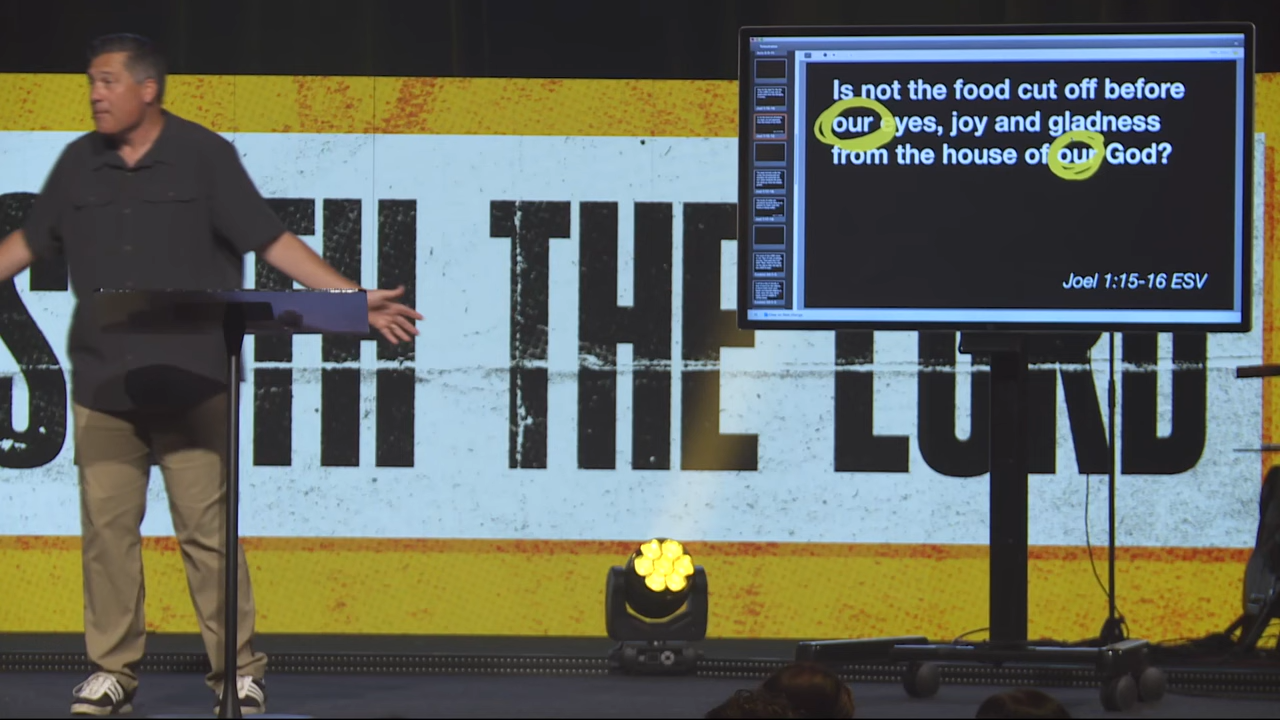 Is not the food cut off before
our eyes, joy and gladness
from the house of our God?
Joel 1:15-16 ESV
THE LORD